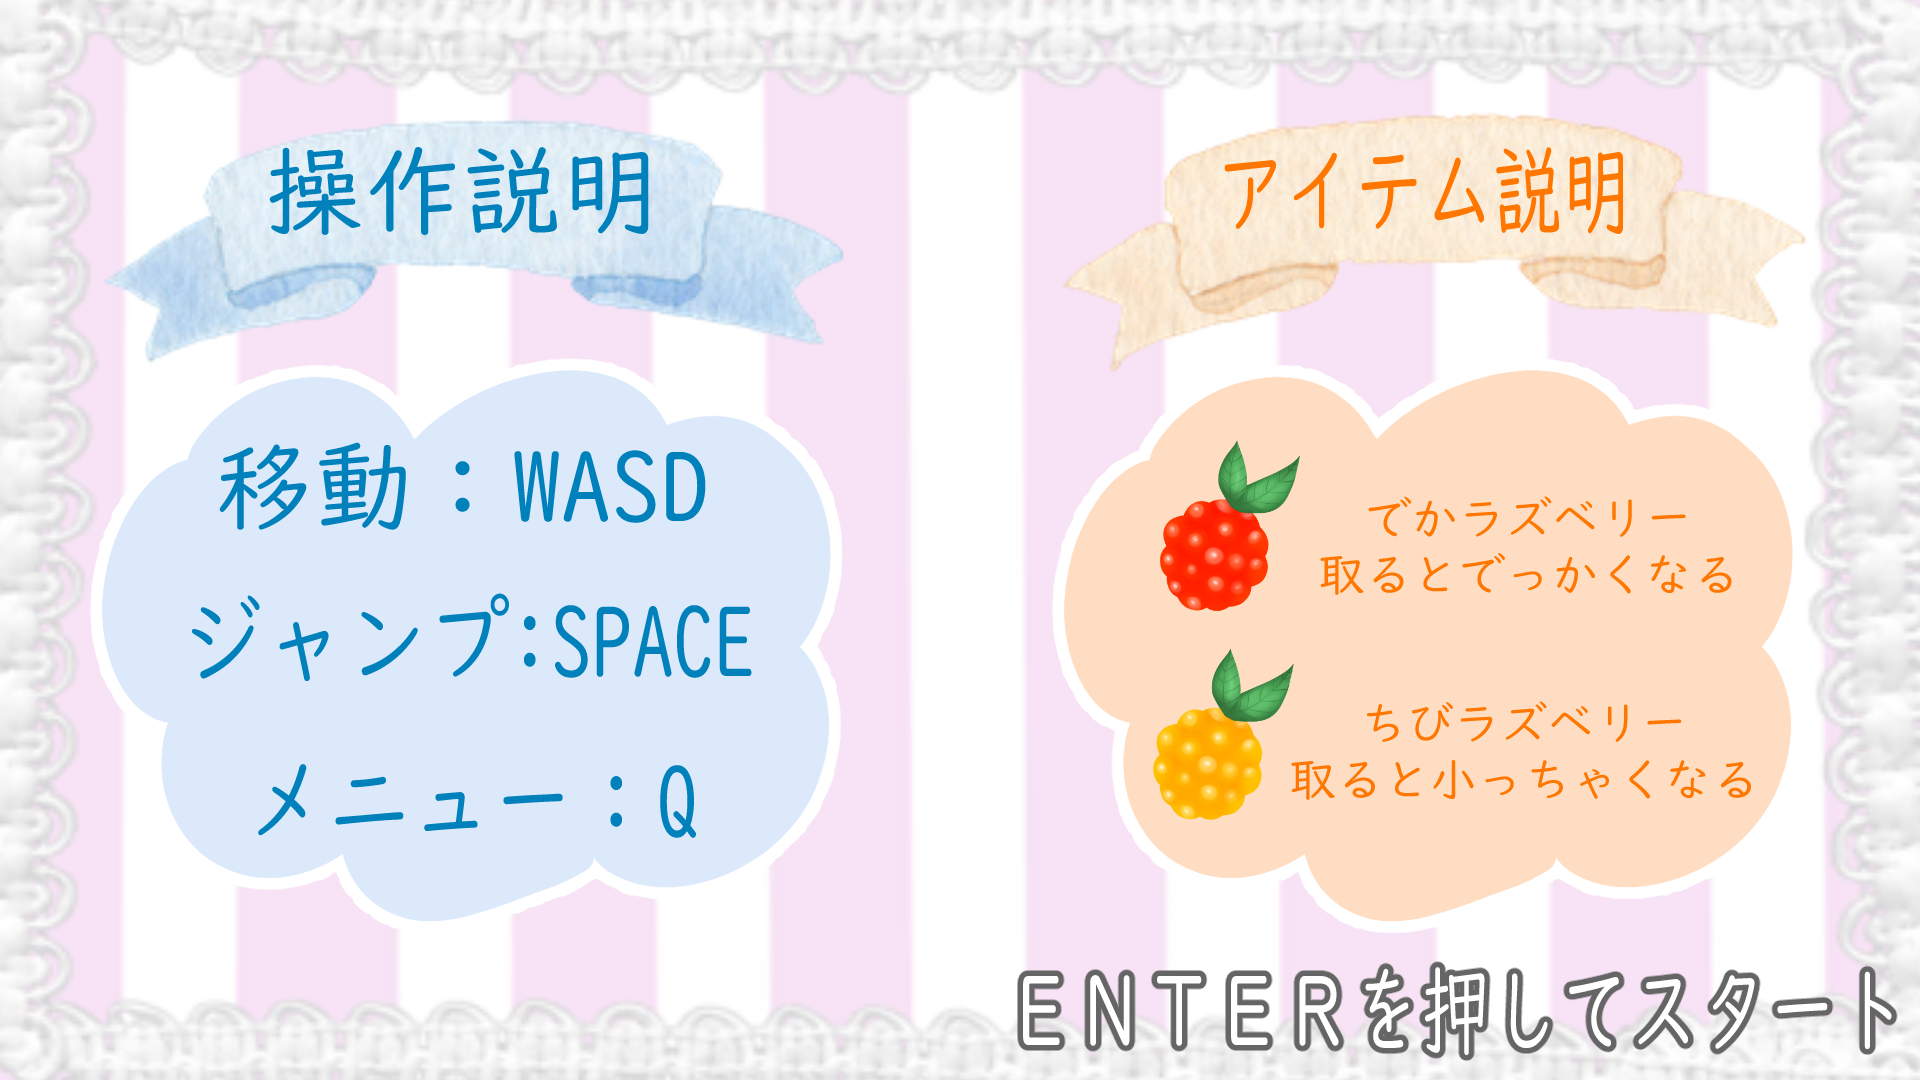 操作説明
移動：WASD
ジャンプ:SPACE
メニュー：Q
アイテム説明
でかラズベリー
取るとでっかくなる
ちびラズベリー
取ると小っちゃくなる
ENTERを押してスタート